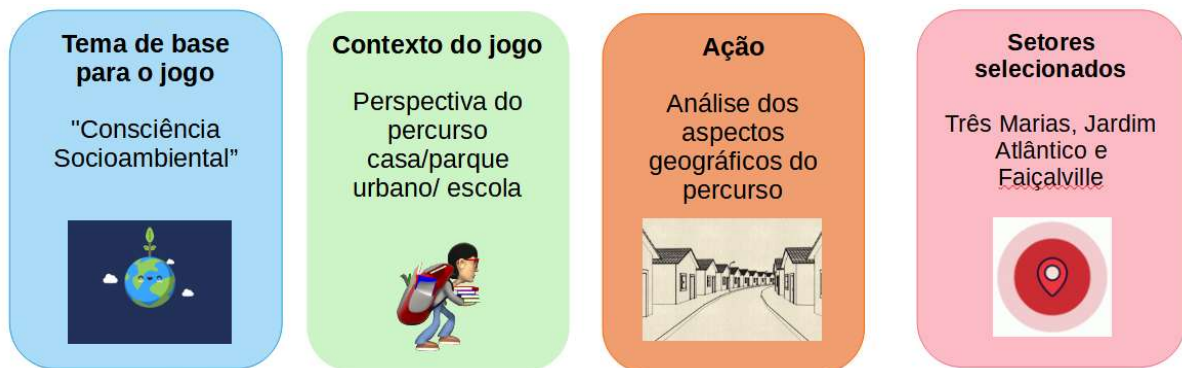 Tema de base
para o jogo
"Consciência
Socioambiental”
Contexto do jogo
Perspectiva do
percurso
casa/parque
urbano/ escola
Ação
Análise dos
aspectos
geográficos do
percurso
Setores
selecionados
Três Marias, Jardim
Atlântico e
Faiçalville